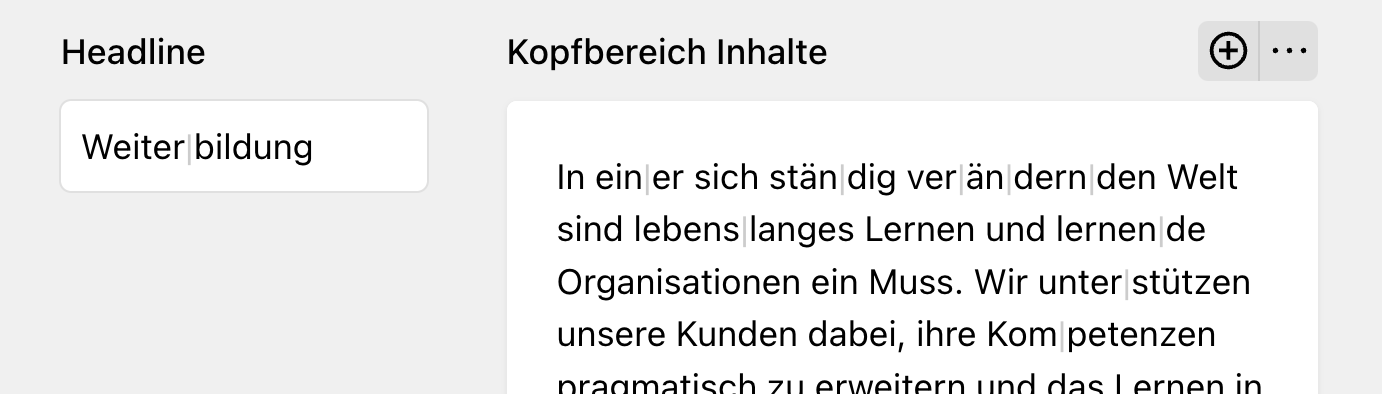 Headline
Kopfbereich Inhalte
Weiter|bildung
In ein|er sich stän|dig ver|än|dern|den Welt
sind lebens|langes Lernen und lernen|de
Organisationen ein Muss. Wir unter|stützen
unsere Kunden dabei, ihre Kom|petenzen
pragmatisch zu erweitern und das Lernen in